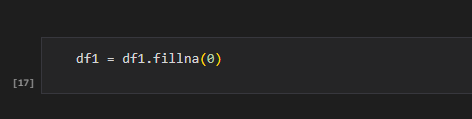 df1 = df1.fillna(0)
[17]